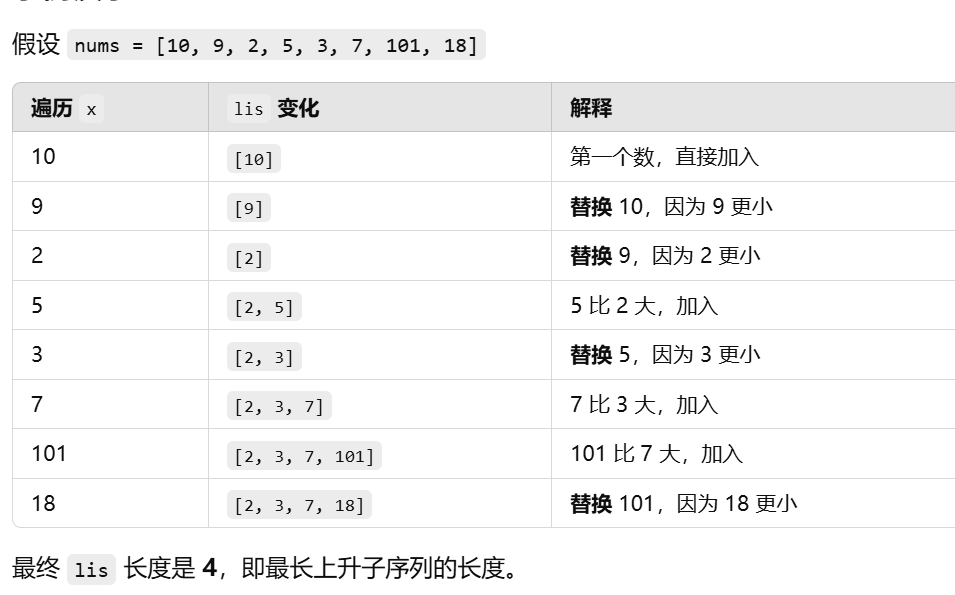 假设 nums = [10, 9, 2, 5, 3, 7, 101, 18]
遍历 x lis 变化 解释
10 [10] 第一个数，直接加入
9 [9] 替换 10，因为 9 更小
2 [2] 替换 9，因为 2 更小
5 [2, 5] 5 比 2 大，加入
3 [2, 3] 替换 5，因为 3 更小
7 [2, 3, 7] 7 比 3 大，加入
101 [2, 3, 7, 101] 101 比 7 大，加入
18 [2, 3, 7, 18] 替换 101，因为 18 更小
最终 lis 长度是 4，即最长上升子序列的长度。